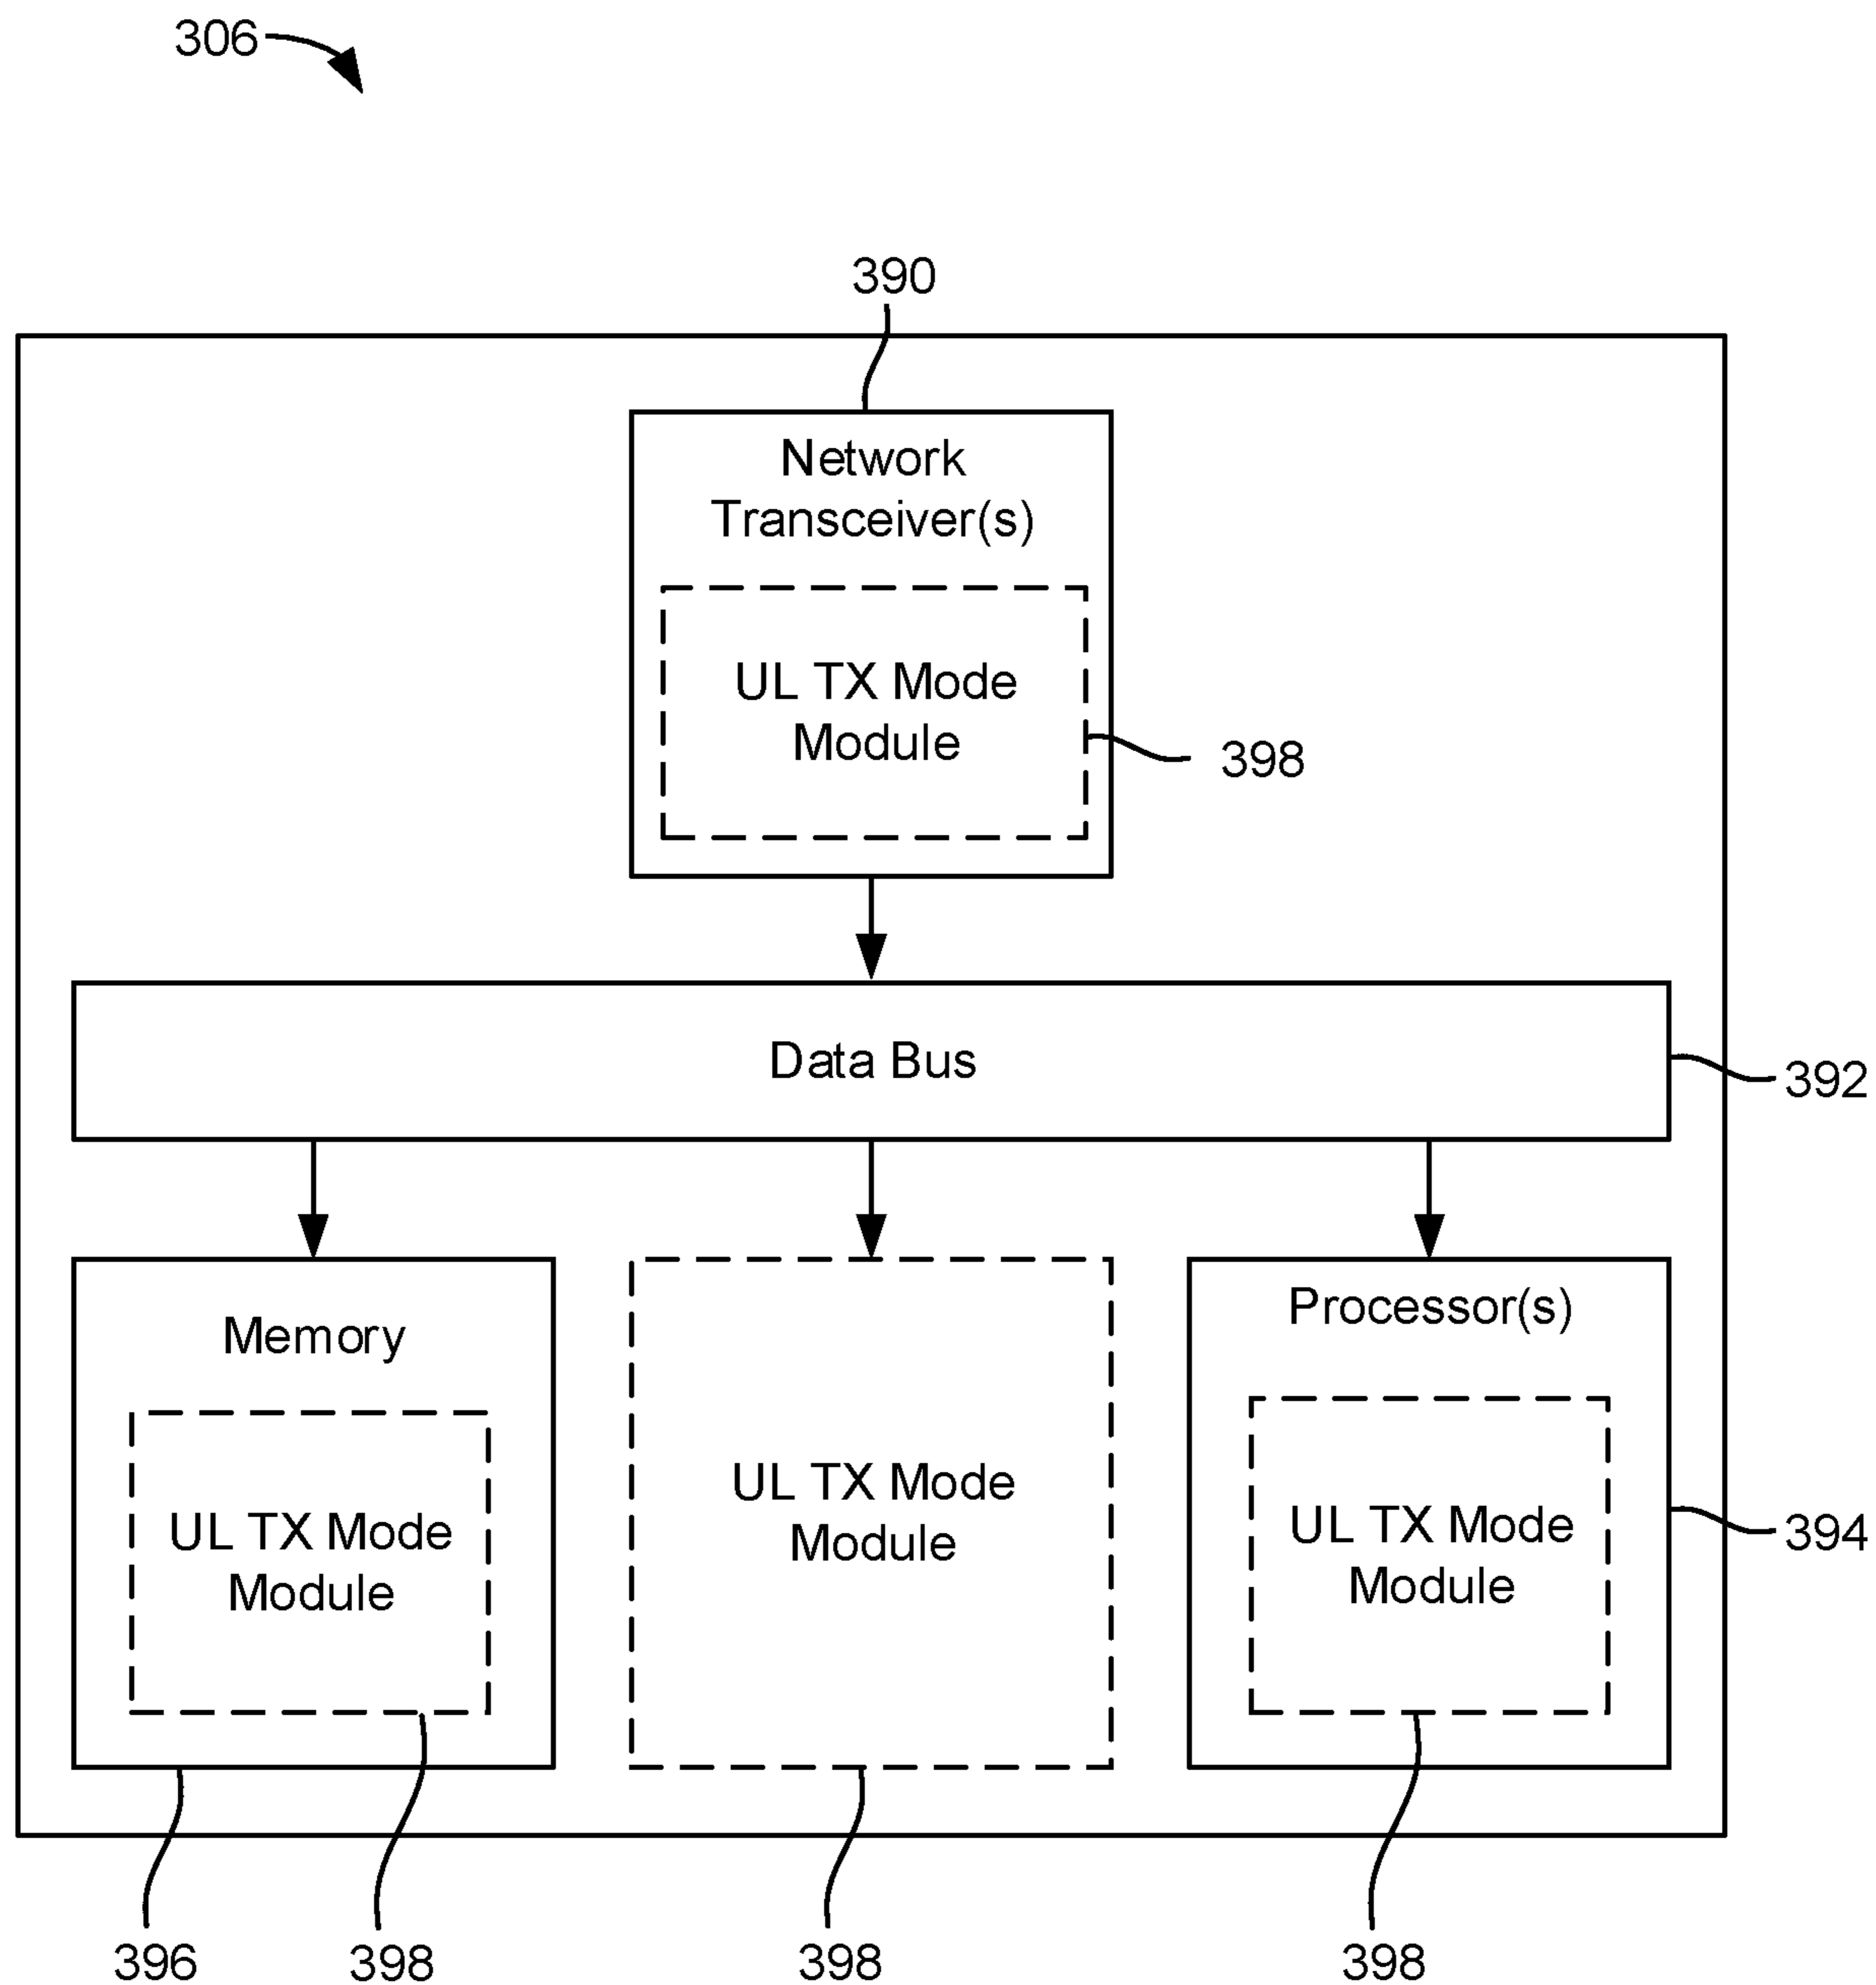 306
390
Network
Transceiver(s)
UL TX Mode
Module
398
Data Bus
392
Memory
UL TX Mode
Module
UL TX Mode
Module
Processor(s)
UL TX Mode
Module
394
396
398
398
398